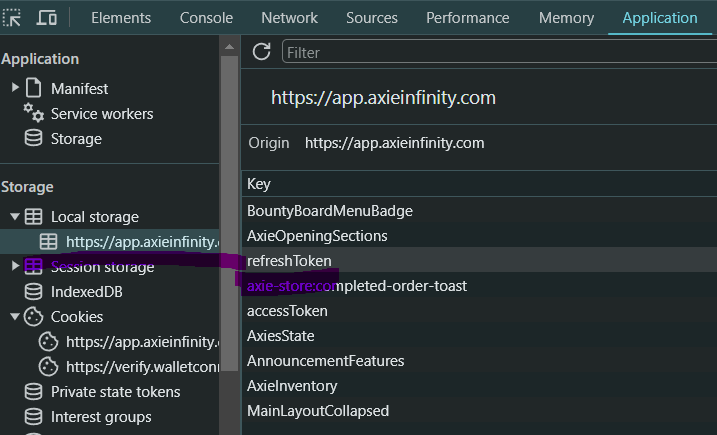 Elements Console Network Sources Performance Memory Application
Application
Manifest
Service workers
Storage
Storage
Local storage
https://app.axieinfinity.
Session storage
IndexedDB
Cookies
https://app.axieinfinity.
https://verify.walletconn
Private state tokens
Interest groups
Filter
https://app.axieinfinity.com
Origin https://app.axieinfinity.com
Key
BountyBoardMenuBadge
AxieOpeningSections
refreshToken
axie-store:completed-order-toast
accessToken
AxiesState
AnnouncementFeatures
AxieInventory
MainLayoutCollapsed